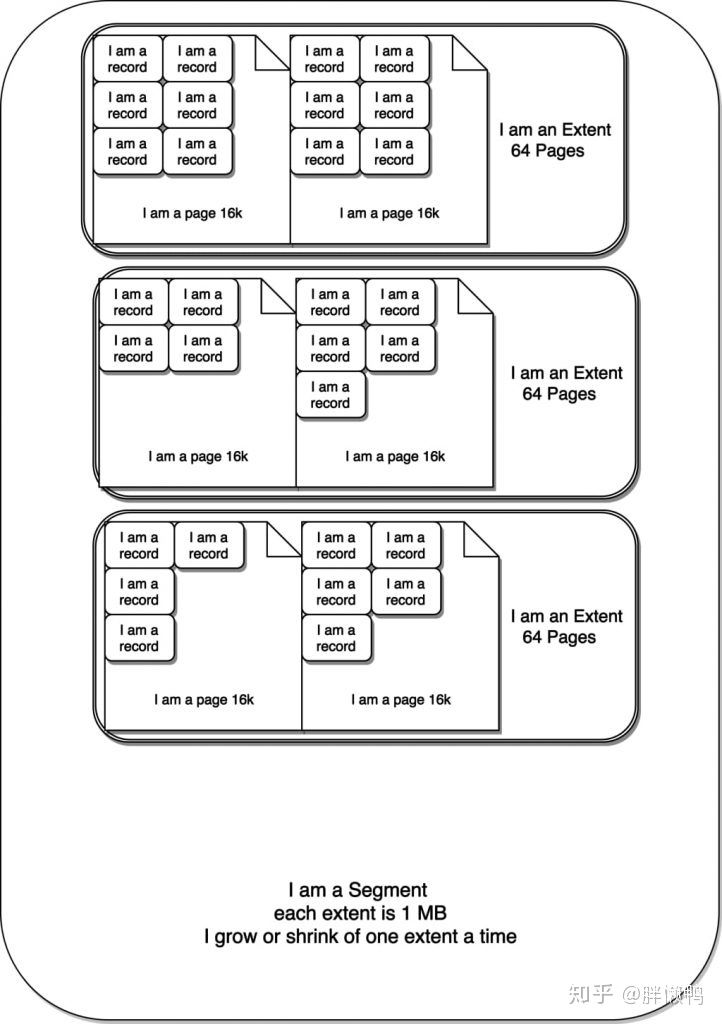 I am a
record
I am a
record
I am a
record
I am a
record
I am a
record
I am a
record
I am a page 16k
I am a
record
I am a
record
I am a
record
I am a
record
I am a
record
I am a
record
I am a page 16k
I am an Extent
64 Pages
I am a
record
I am a
record
I am a
record
I am a
record
I am a page 16k
I am a
record
I am a
record
I am a
record
I am a
record
I am a
record
I am a page 16k
I am an Extent
64 Pages
I am a
record
I am a
record
I am a
record
I am a
record
I am a page 16k
I am a
record
I am a
record
I am a
record
I am a
record
I am a
record
I am a page 16k
I am an Extent
64 Pages
I am a Segment
each extent is 1 MB
I grow or shrink of one extent a time
知乎 @胖懒鸭